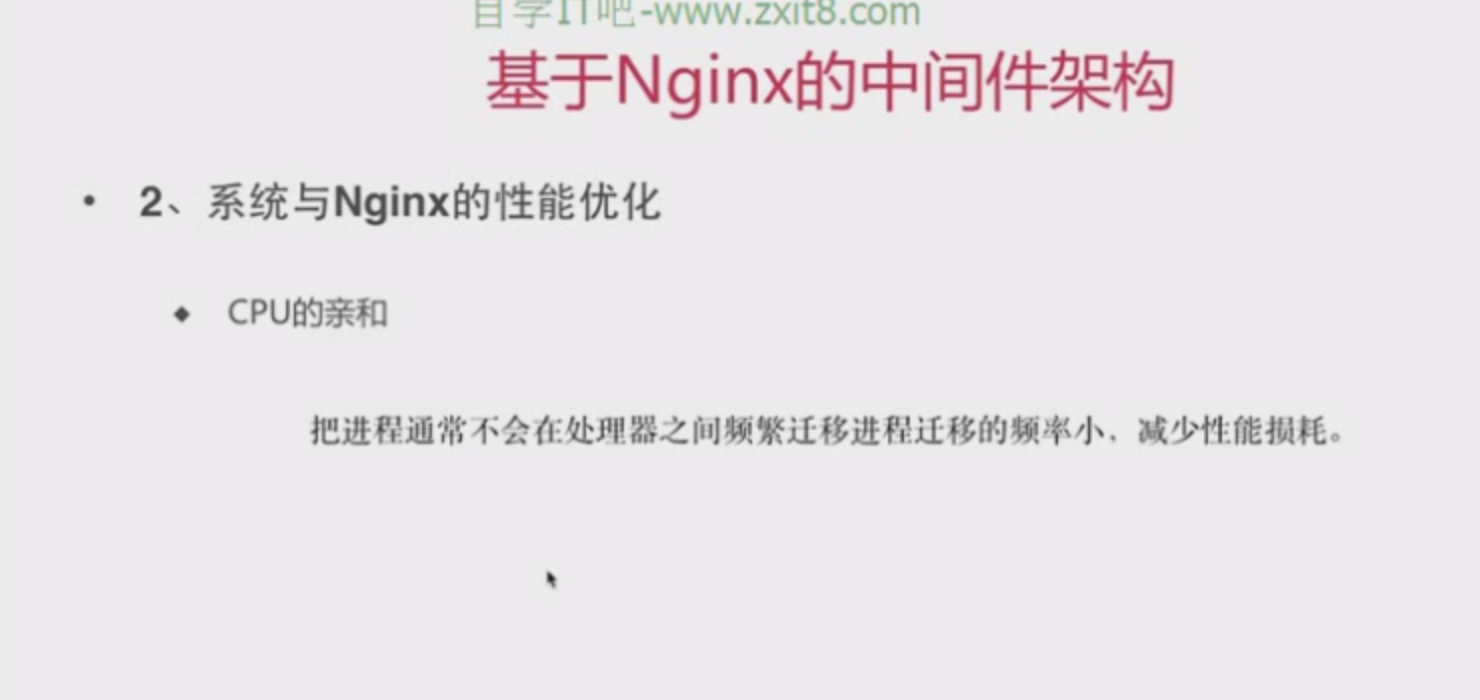 自学IT吧-www.zxit8.com
基于Nginx的中间件架构
• 2、系统与Nginx的性能优化
◆ CPU的亲和
把进程通常不会在处理器之间频繁迁移进程迁移的频率小，减少性能损耗。